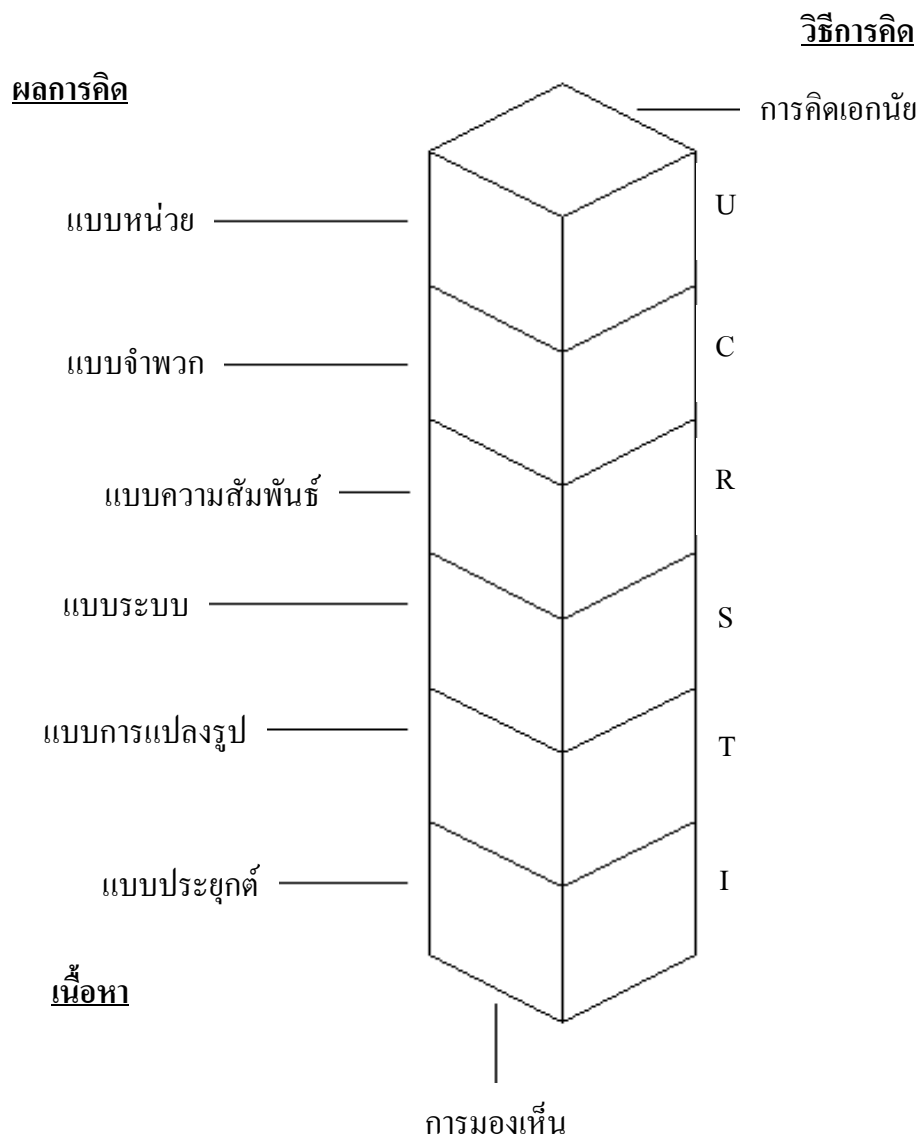 วิธีการคิด
ผลการคิด
การคิดเอกนัย
แบบหน่วย
U
แบบจำพวก
C
แบบความสัมพันธ์
R
แบบระบบ
S
แบบการแปลงรูป
T
แบบประยุกต์
I
เนื้อหา
การมองเห็น